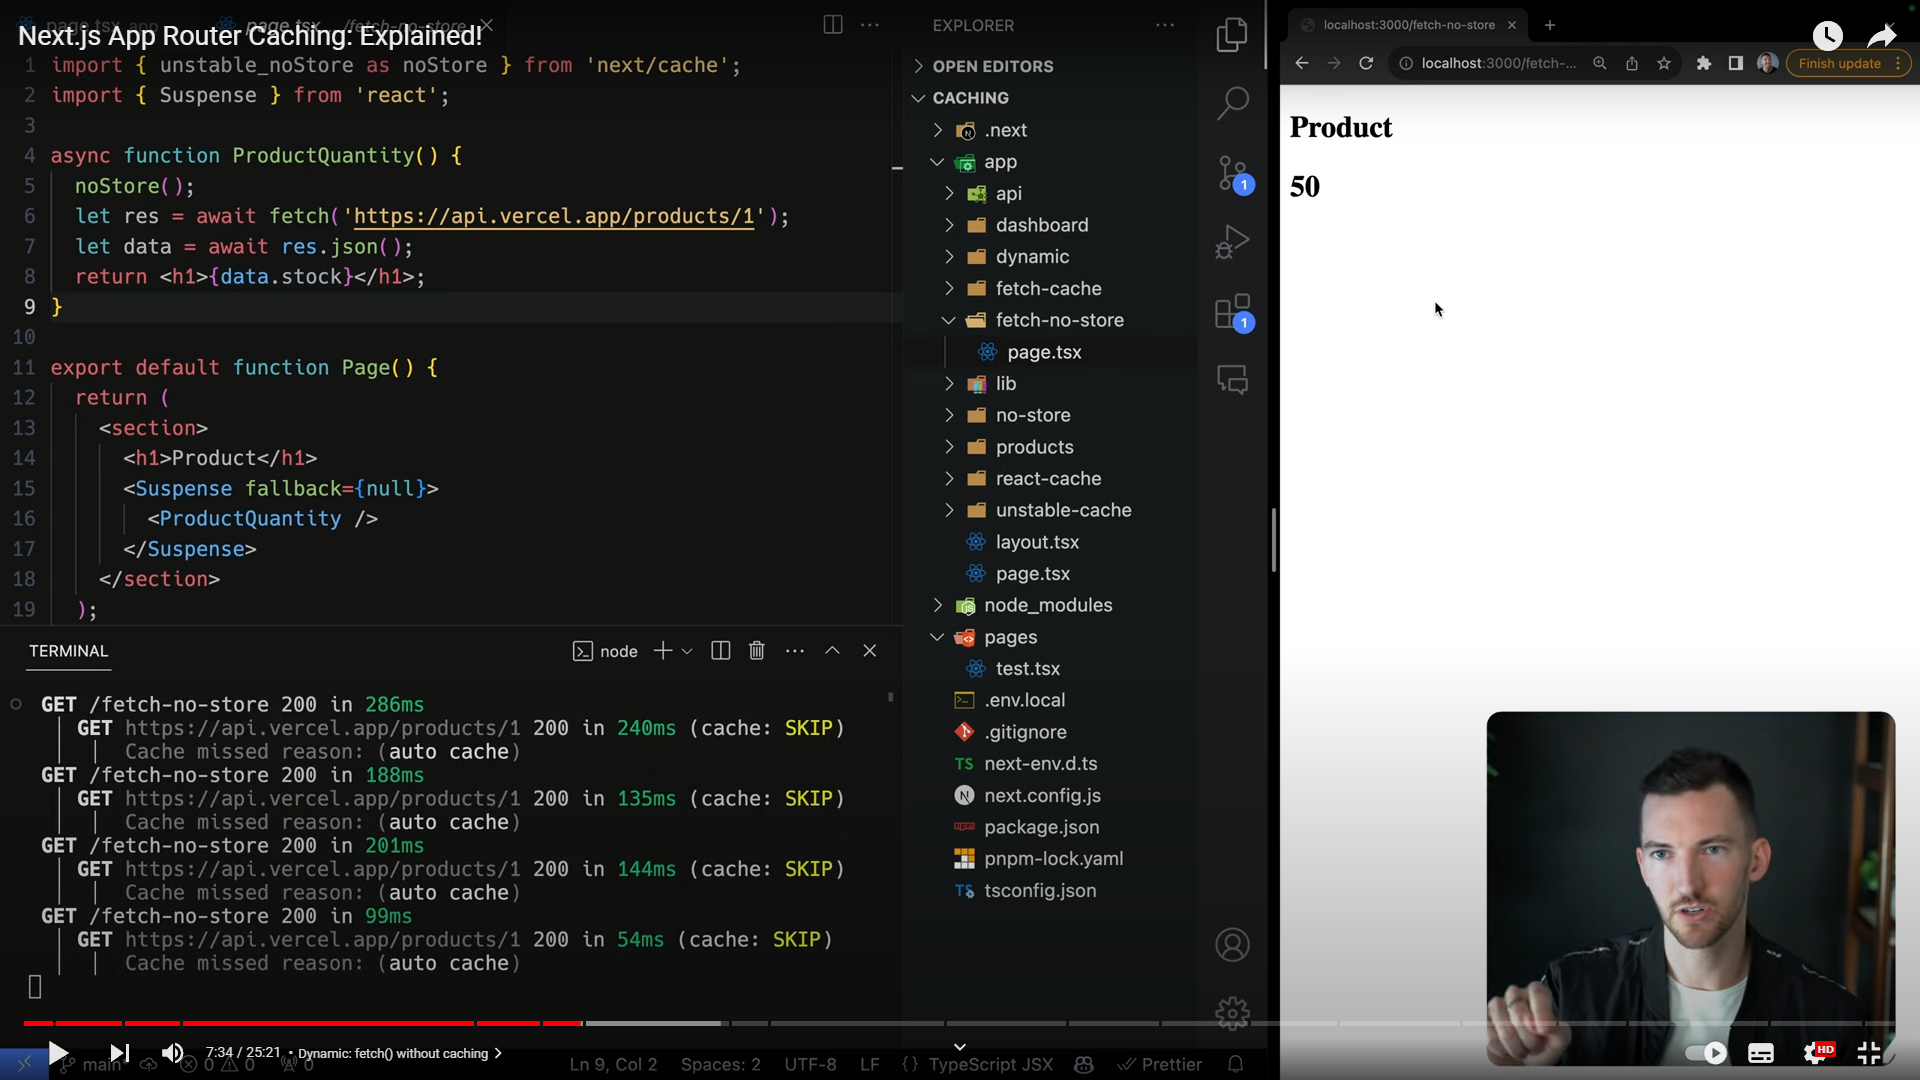 Next.js App Router Caching: Explained!
1 import { unstable_noStore as noStore } from 'next/cache';
2 import { Suspense } from 'react';
3
4 async function ProductQuantity() {
5 noStore();
6 let res = await fetch('https://api.vercel.app/products/1');
7 let data = await res.json();
8 return <h1>{data.stock}</h1>;
9 }
10
11 export default function Page() {
12 return (
13 <section>
14 <h1>Product</h1>
15 <Suspense fallback={null}>
16 <ProductQuantity />
17 </Suspense>
18 </section>
19 );
TERMINAL
node
GET /fetch-no-store 200 in 286ms
GET https://api.vercel.app/products/1 200 in 240ms (cache: SKIP)
Cache missed reason: (auto cache)
GET /fetch-no-store 200 in 188ms
GET https://api.vercel.app/products/1 200 in 135ms (cache: SKIP)
Cache missed reason: (auto cache)
GET /fetch-no-store 200 in 201ms
GET https://api.vercel.app/products/1 200 in 144ms (cache: SKIP)
Cache missed reason: (auto cache)
GET /fetch-no-store 200 in 99ms
GET https://api.vercel.app/products/1 200 in 54ms (cache: SKIP)
Cache missed reason: (auto cache)
EXPLORER
OPEN EDITORS
CACHING
.next
app
api
dashboard
dynamic
fetch-cache
fetch-no-store
page.tsx
lib
no-store
products
react-cache
unstable-cache
layout.tsx
page.tsx
node_modules
pages
test.tsx
.env.local
.gitignore
next-env.d.ts
next.config.js
package.json
pnpm-lock.yaml
tsconfig.json
1
1
localhost:3000/fetch-no-store
localhost:3000/fetch-...
Finish update
Product
50
7:34 / 25:21 • Dynamic: fetch() without caching
main
0 0 0
Ln 9, Col 2 Spaces: 2 UTF-8 LF {} TypeScript JSX Prettier
HD